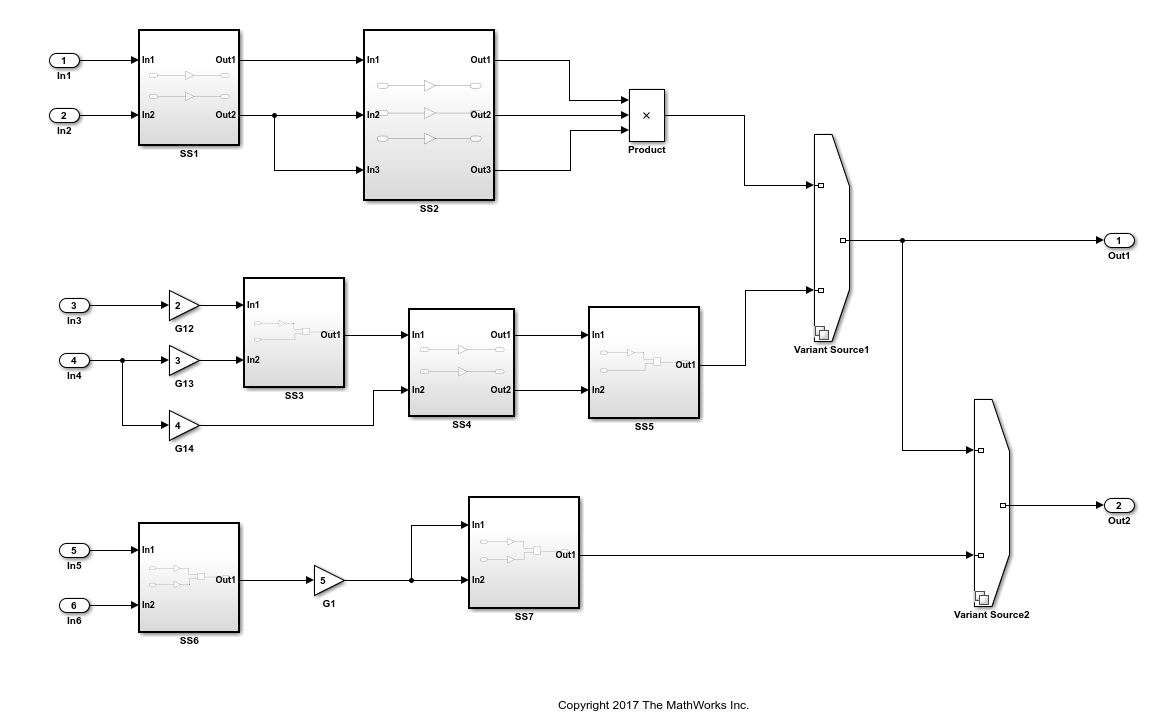 1
In1
2
In2
In1
Out1
In2
Out2
SS1
In1
Out1
In2
Out2
In3
Out3
SS2
×
Product
Variant Source1
1
Out1
3
In3
2
G12
4
In4
3
G13
4
G14
In1
Out1
In2
SS3
In1
Out1
In2
Out2
SS4
In1
Out1
In2
SS5
5
In5
6
In6
In1
Out1
In2
SS6
5
G1
In1
Out1
In2
SS7
Variant Source2
2
Out2
Copyright 2017 The MathWorks Inc.